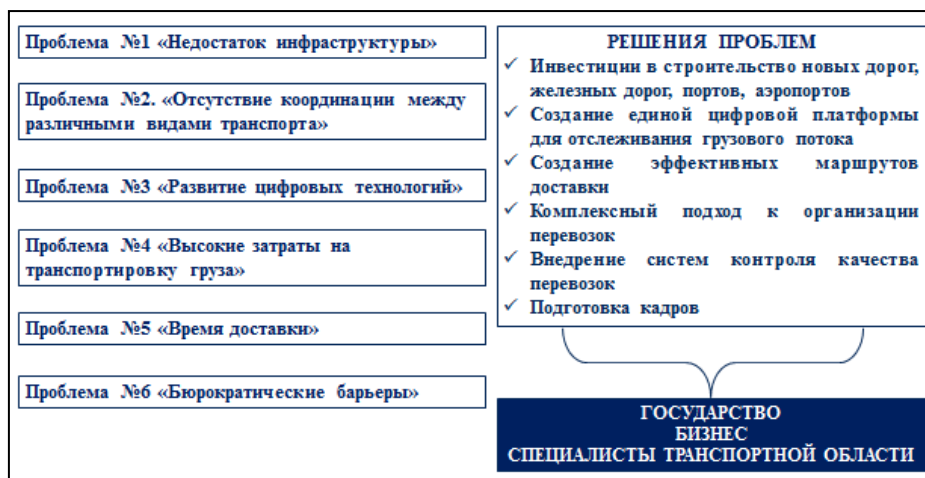 Проблема №1 «Недостаток инфраструктуры»
Проблема №2. «Отсутствие координации между
различными видами транспорта»
Проблема №3 «Развитие цифровых технологий»
Проблема №4 «Высокие затраты на
транспортировку груза»
Проблема №5 «Время доставки»
Проблема №6 «Бюрократические барьеры»
РЕШЕНИЯ ПРОБЛЕМ
✓ Инвестиции в строительство новых дорог,
железных дорог, портов, аэропортов
✓ Создание единой цифровой платформы
для отслеживания грузового потока
✓ Создание эффективных маршрутов
доставки
✓ Комплексный подход к организации
перевозок
✓ Внедрение систем контроля качества
перевозок
✓ Подготовка кадров
ГОСУДАРСТВО
БИЗНЕС
СПЕЦИАЛИСТЫ ТРАНСПОРТНОЙ ОБЛАСТИ